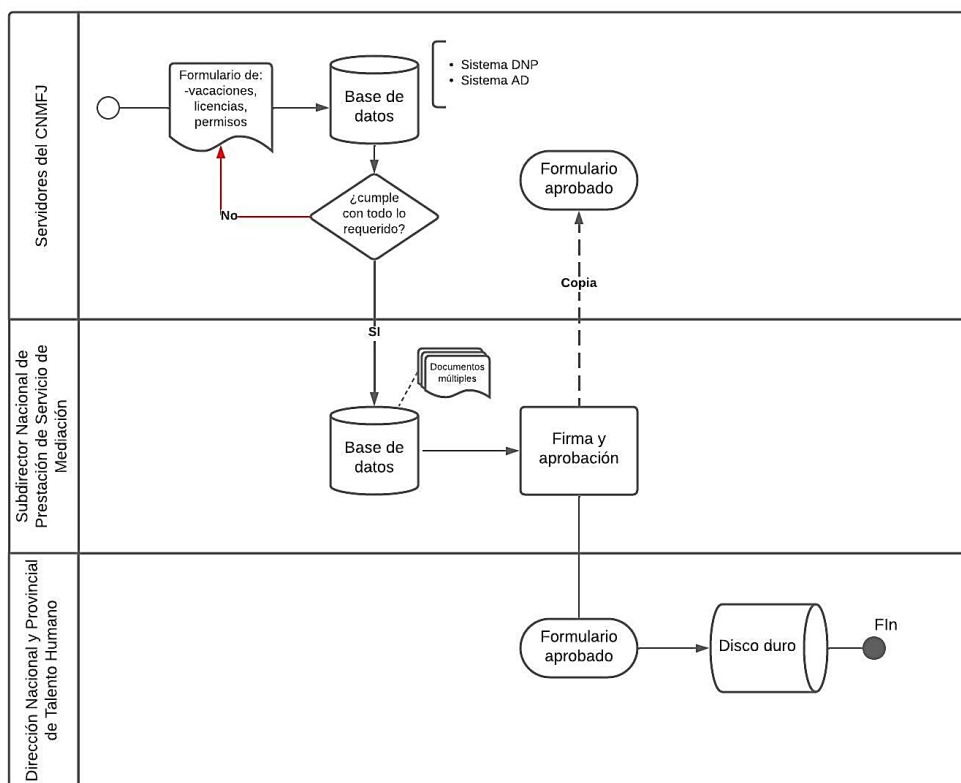 Servidores del CNMFJ
Formulario de:
-vacaciones,
licencias,
permisos
Base de
datos
• Sistema DNP
• Sistema AD
¿cumple
con todo lo
requerido?
No
SI
Formulario
aprobado
Copia
Subdirector Nacional de
Prestación de Servicio de
Mediación
Documentos
múltiples
Base de
datos
Firma y
aprobación
Dirección Nacional y Provincial
de Talento Humano
Formulario
aprobado
Disco duro
FIn